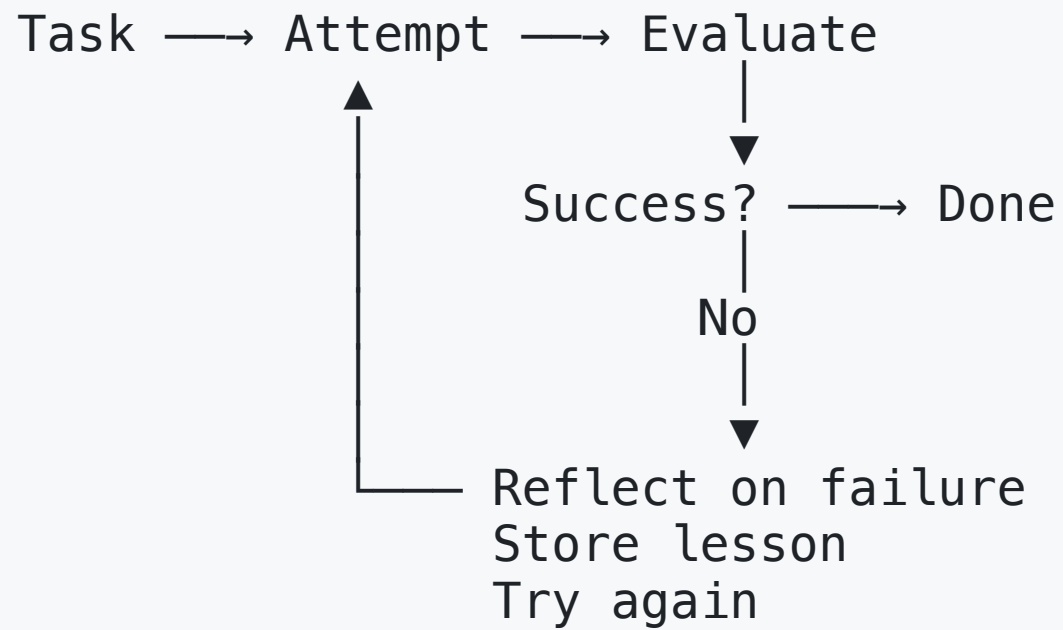 Task ──→ Attempt ──→ Evaluate
Success? ───→ Done
No
Reflect on failure
Store lesson
Try again